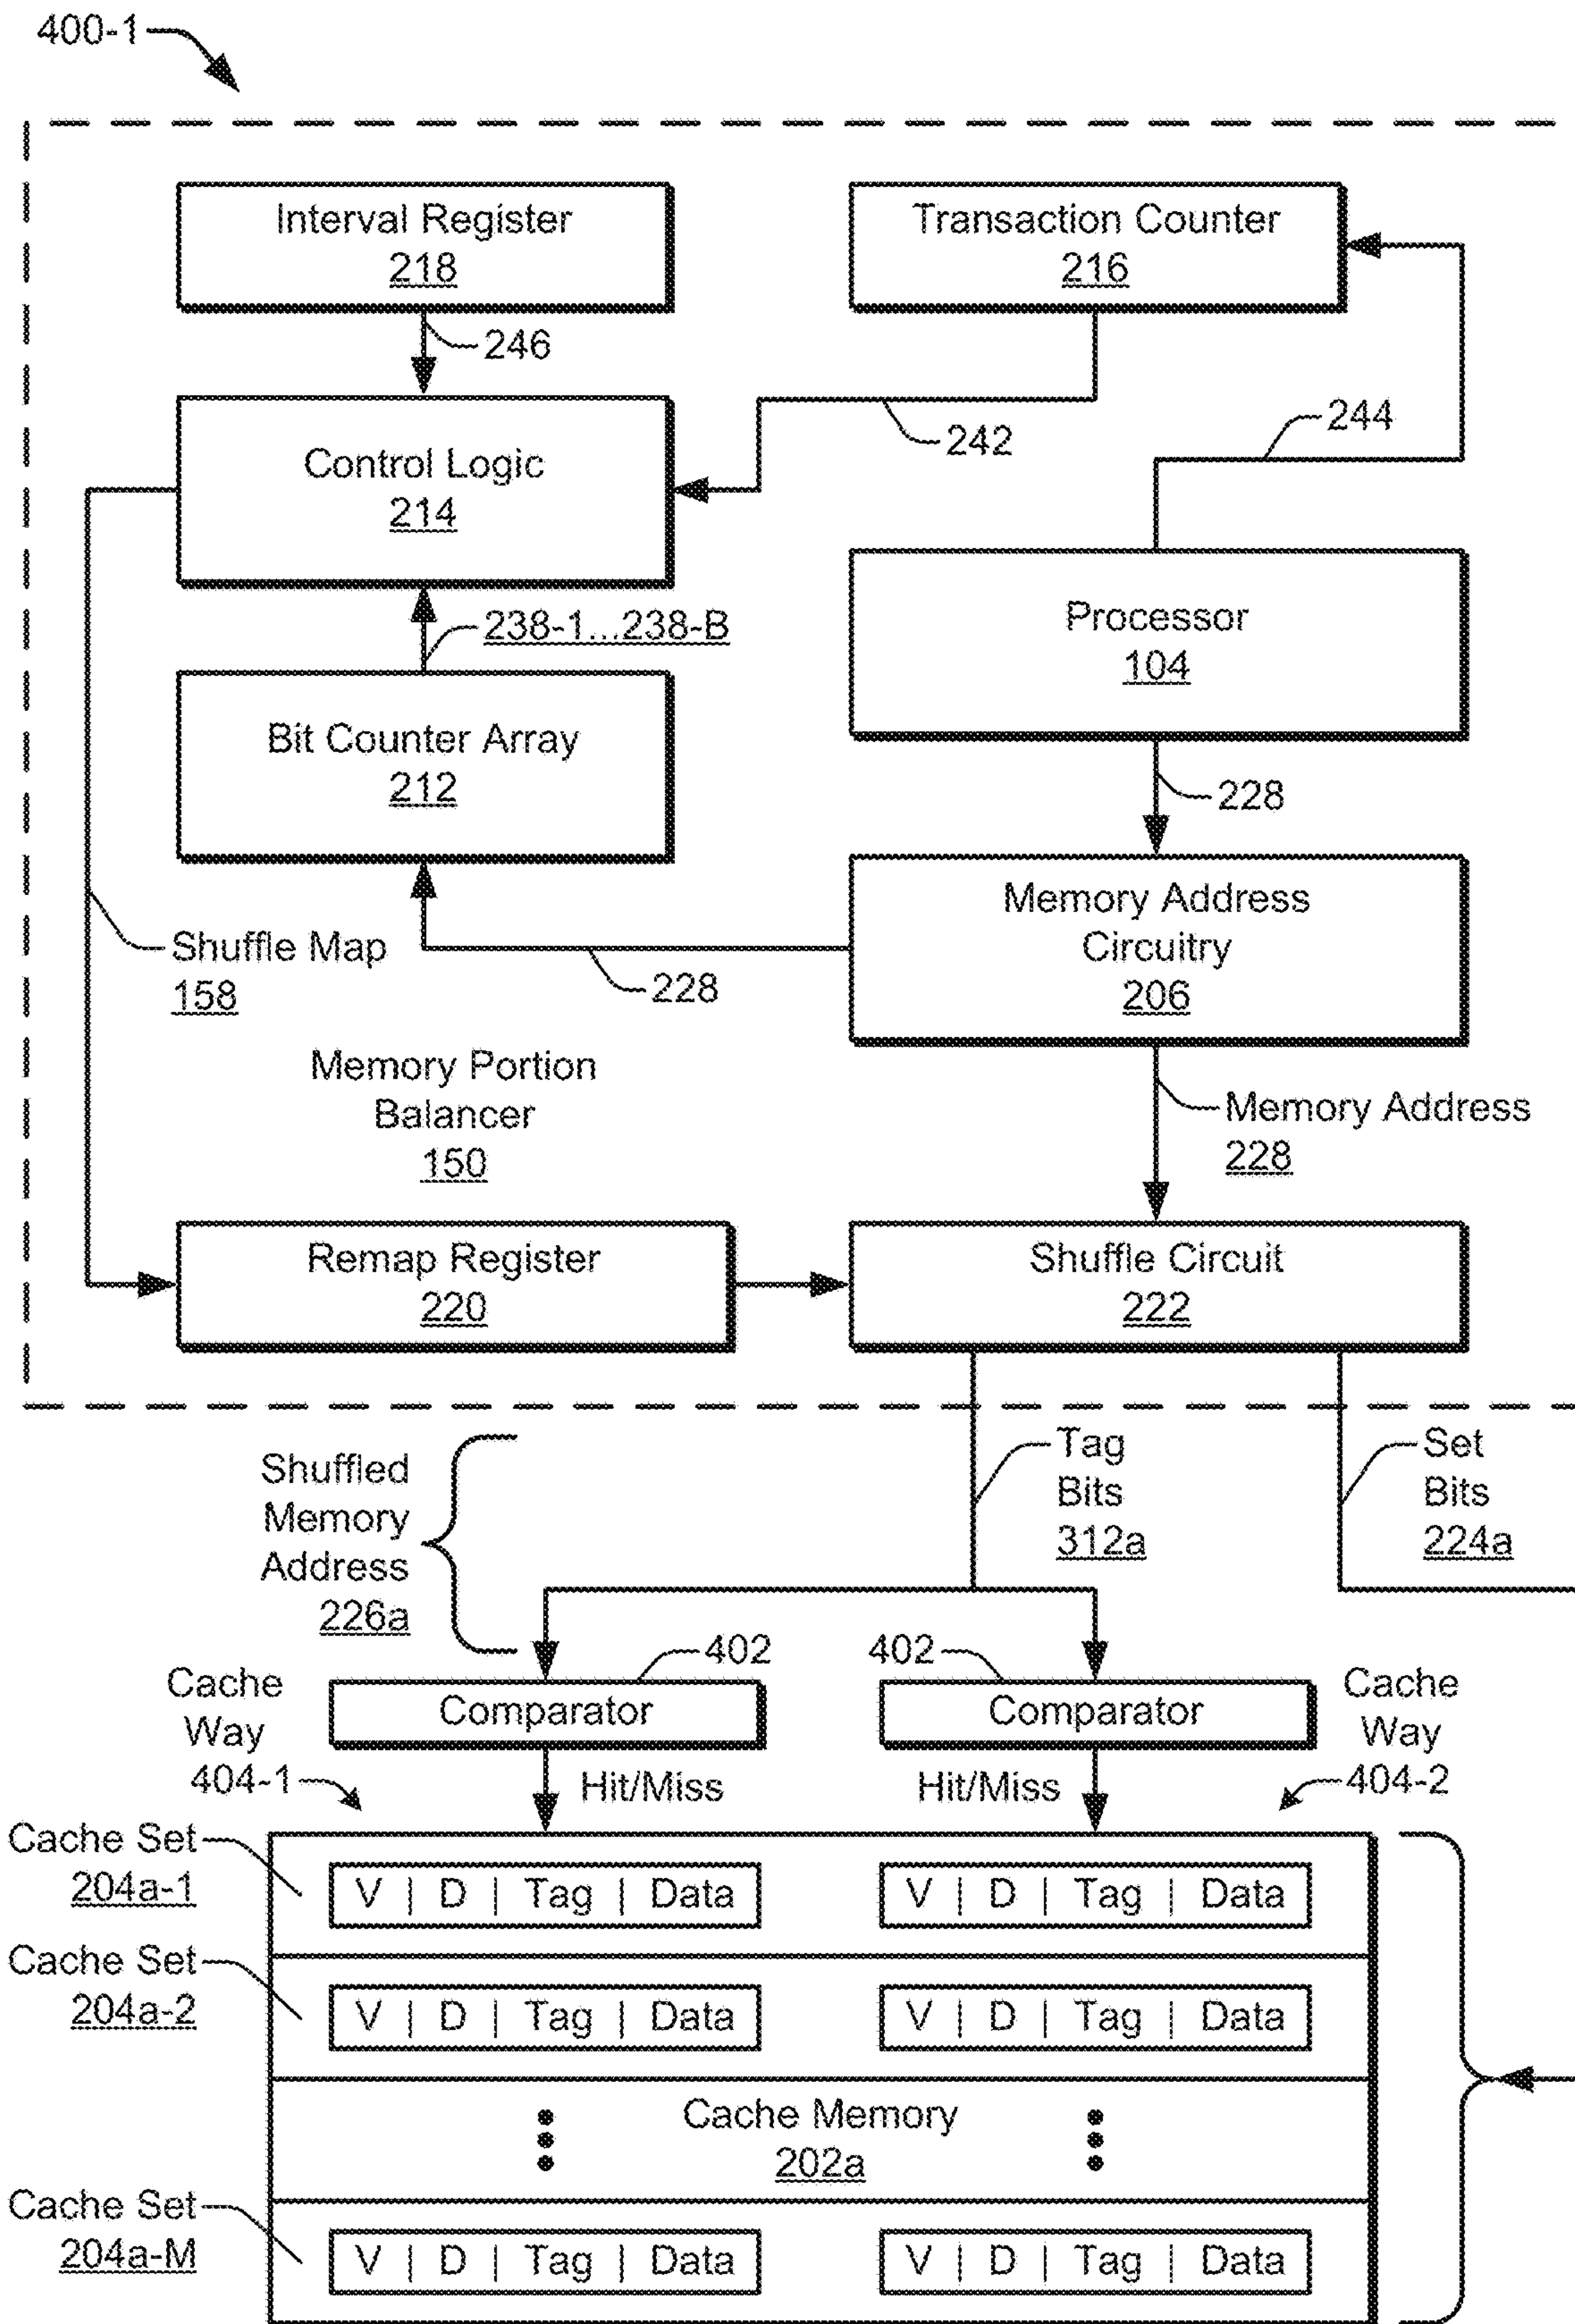 400-1
Interval Register
218
Transaction Counter
216
246
242
244
Control Logic
214
Processor
104
238-1...238-B
Bit Counter Array
212
228
Memory Address
Circuitry
206
Shuffle Map
158
228
Memory Portion
Balancer
150
Memory Address
228
Remap Register
220
Shuffle Circuit
222
Shuffled
Memory
Address
226a
Tag
Bits
312a
Set
Bits
224a
402
402
Cache
Way
404-1
Comparator
Comparator
Cache
Way
404-2
Hit/Miss
Hit/Miss
Cache Set
204a-1
V | D | Tag | Data
V | D | Tag | Data
Cache Set
204a-2
V | D | Tag | Data
V | D | Tag | Data
Cache Memory
202a
Cache Set
204a-M
V | D | Tag | Data
V | D | Tag | Data